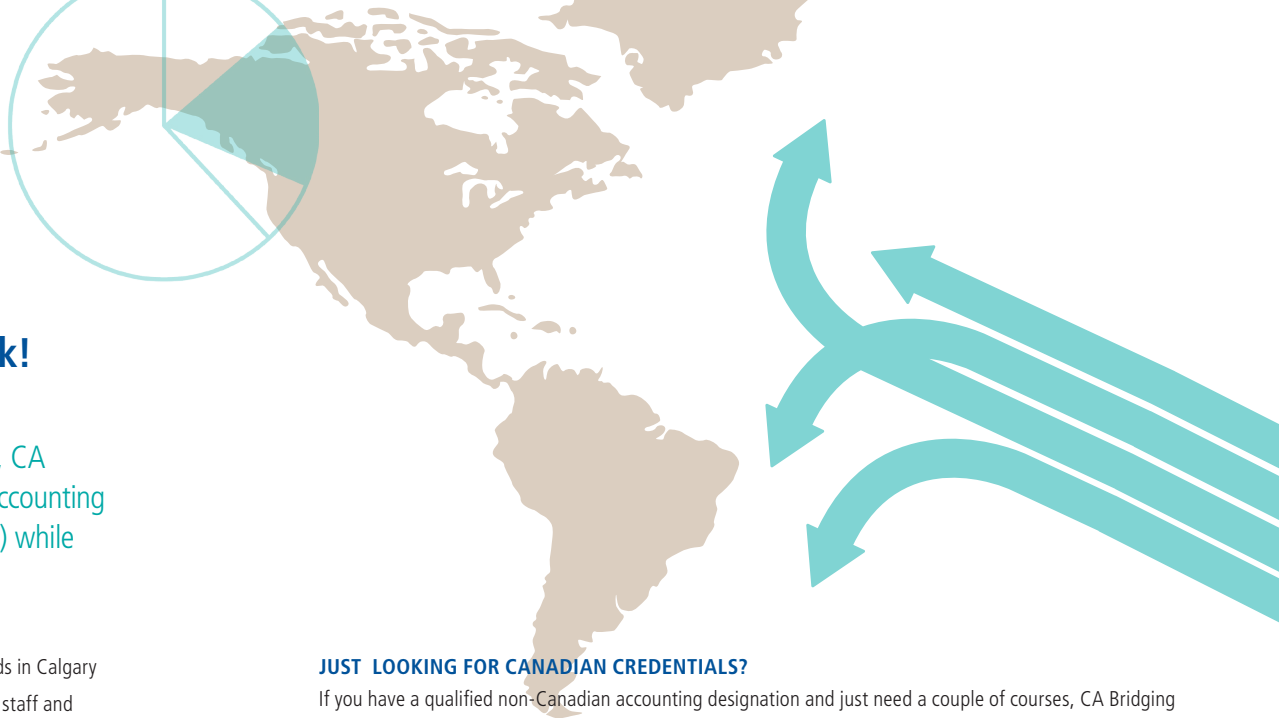 k!
CA
ccounting
) while
ds in Calgary
staff and
JUST LOOKING FOR CANADIAN CREDENTIALS?
If you have a qualified non-Canadian accounting designation and just need a couple of courses, CA Bridging